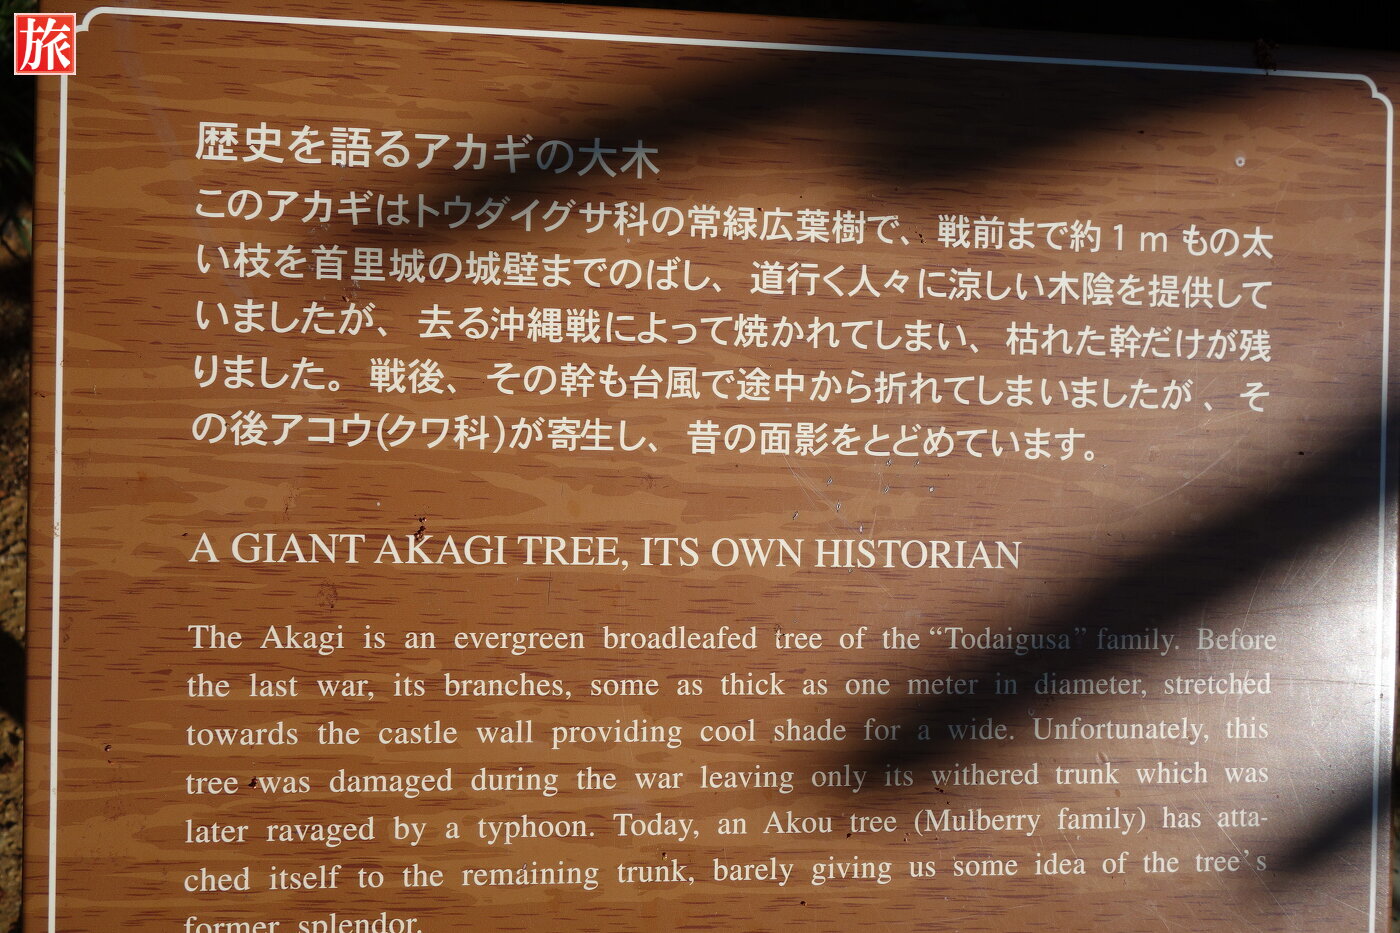 旅
歴史を語るアカギの大木
このアカギはトウダイグサ科の常緑広葉樹で、戦前まで約1mもの太
い枝を首里城の城壁までのばし、道行く人々に涼しい木陰を提供して
いましたが、去る沖縄戦によって焼かれてしまい、枯れた幹だけが残
りました。戦後、その幹も台風で途中から折れてしまいましたが、そ
の後アコウ(クワ科)が寄生し、昔の面影をとどめています。
A GIANT AKAGI TREE, ITS OWN HISTORIAN
The Akagi is an evergreen broadleafed tree of the “Todaigusa” family. Before
the last war, its branches, some as thick as one meter in diameter, stretched
towards the castle wall providing cool shade for a wide. Unfortunately, this
tree was damaged during the war leaving only its withered trunk which was
later ravaged by a typhoon. Today, an Akou tree (Mulberry family) has atta-
ched itself to the remaining trunk, barely giving us some idea of the tree's
former splendor.